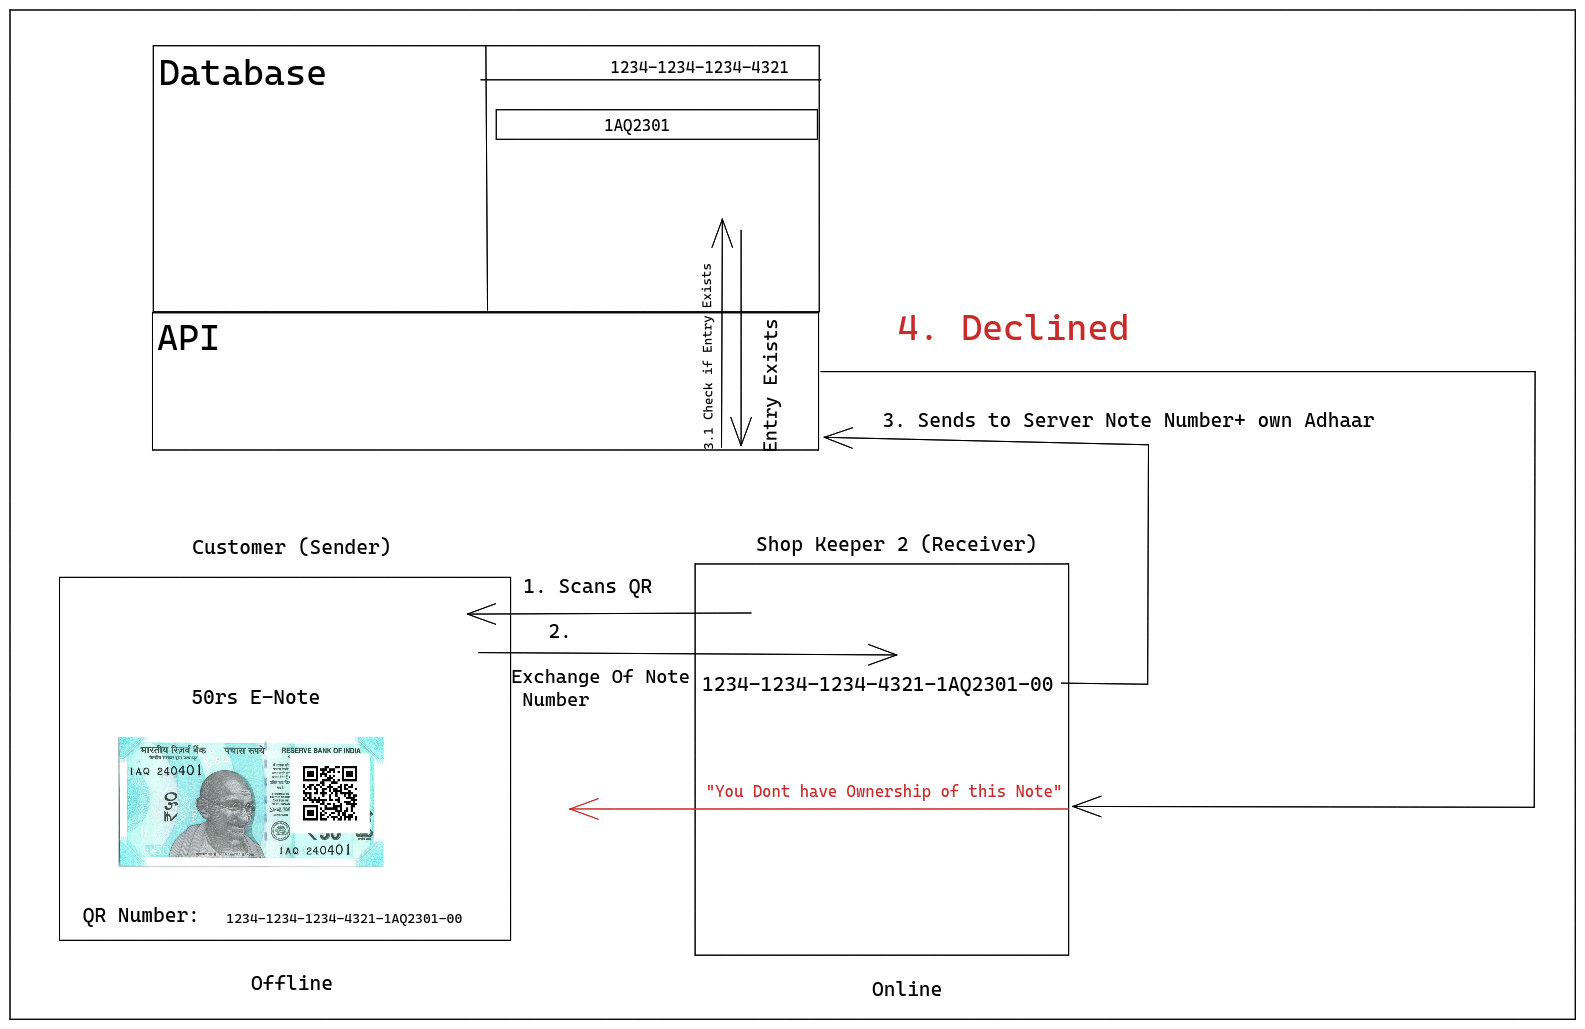 Database
1234-1234-1234-4321
1AQ2301
3.1 Check if Entry Exists
Entry Exists
API
4. Declined
3. Sends to Server Note Number+ own Adhaar
Customer (Sender)
Shop Keeper 2 (Receiver)
1. Scans QR
2.
Exchange Of Note
Number
1234-1234-1234-4321-1AQ2301-00
50rs E-Note
भारतीय रिज़र्व बैंक
पचास रुपये
RESERVE BANK OF INDIA
1AQ 240401
₹50
₹50
1AQ 240401
"You Dont have Ownership of this Note"
QR Number: 1234-1234-1234-4321-1AQ2301-00
Offline
Online